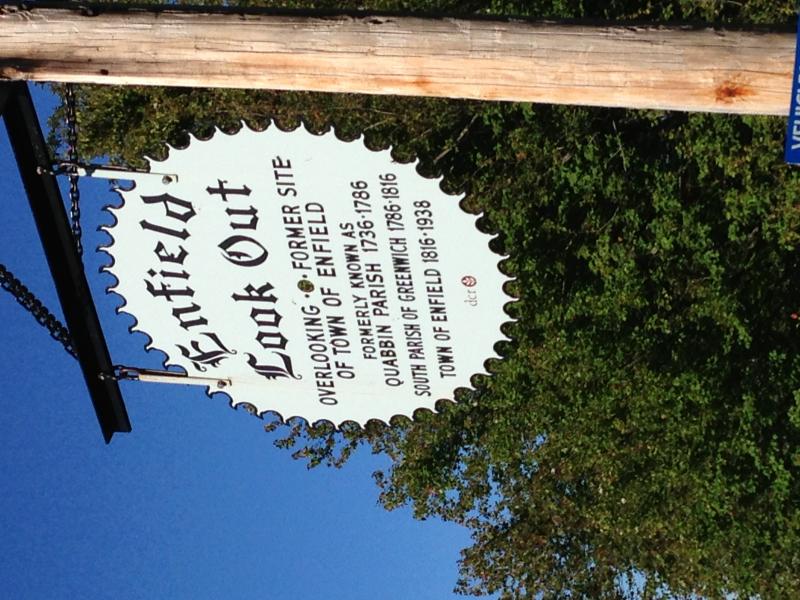 Enfield
Look Out
OVERLOOKING FORMER SITE
OF TOWN OF ENFIELD
FORMERLY KNOWN AS
QUABBIN PARISH 1736-1786
SOUTH PARISH OF GREENWICH 1786-1816
TOWN OF ENFIELD 1816-1938
dcr